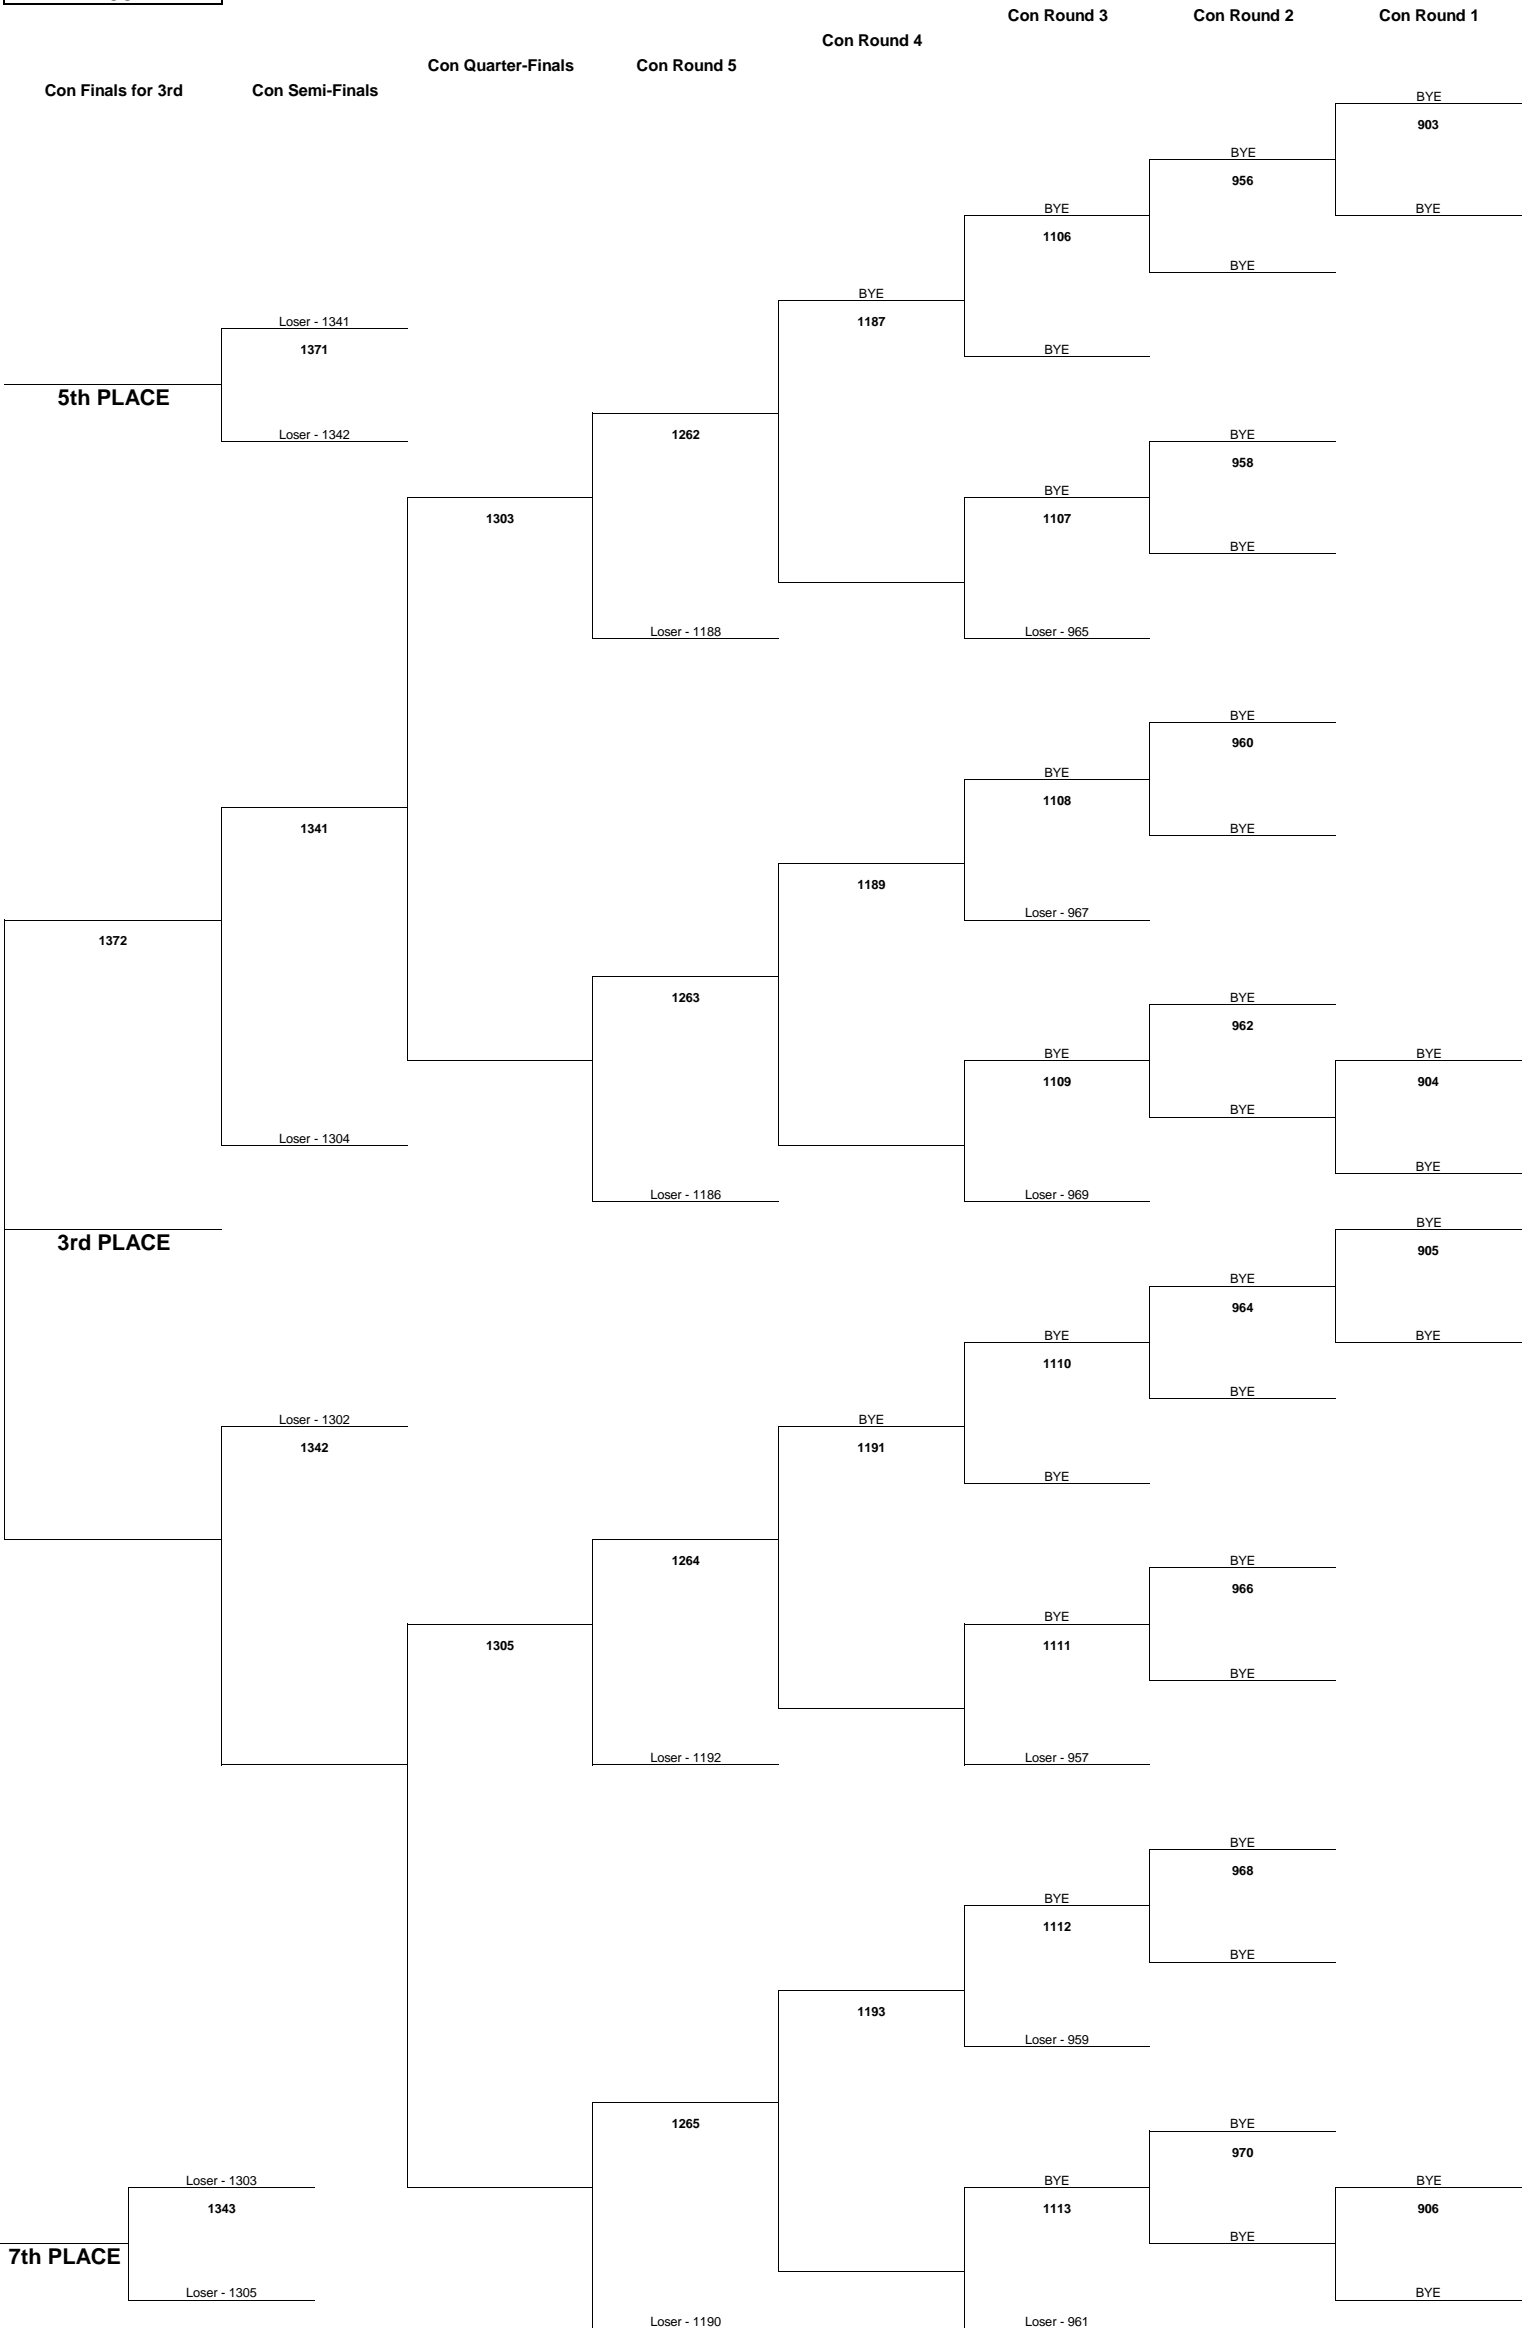 Con Round 3 Con Round 2 Con Round 1
Con Round 4
Con Quarter-Finals Con Round 5
Con Finals for 3rd Con Semi-Finals
BYE
903
BYE
956
BYE BYE
1106
BYE
BYE
Loser - 1341 1187
1371 BYE
5th PLACE
Loser - 1342 1262 BYE
958
BYE
1303 1107
BYE
Loser - 1188 Loser - 965
BYE
960
BYE
1108
1341 BYE
1189
Loser - 967
1372
1263 BYE
962
BYE BYE
1109 904
BYE
Loser - 1304
BYE
Loser - 1186 Loser - 969
BYE
3rd PLACE
905
BYE
964
BYE BYE
1110
BYE
Loser - 1302 BYE
1342 1191
BYE
1264 BYE
966
BYE
1305 1111
BYE
Loser - 1192 Loser - 957
BYE
968
BYE
1112
BYE
1193
Loser - 959
1265 BYE
970
Loser - 1303 BYE BYE
1343 1113 906
BYE
7th PLACE
Loser - 1305 BYE
Loser - 1190 Loser - 961